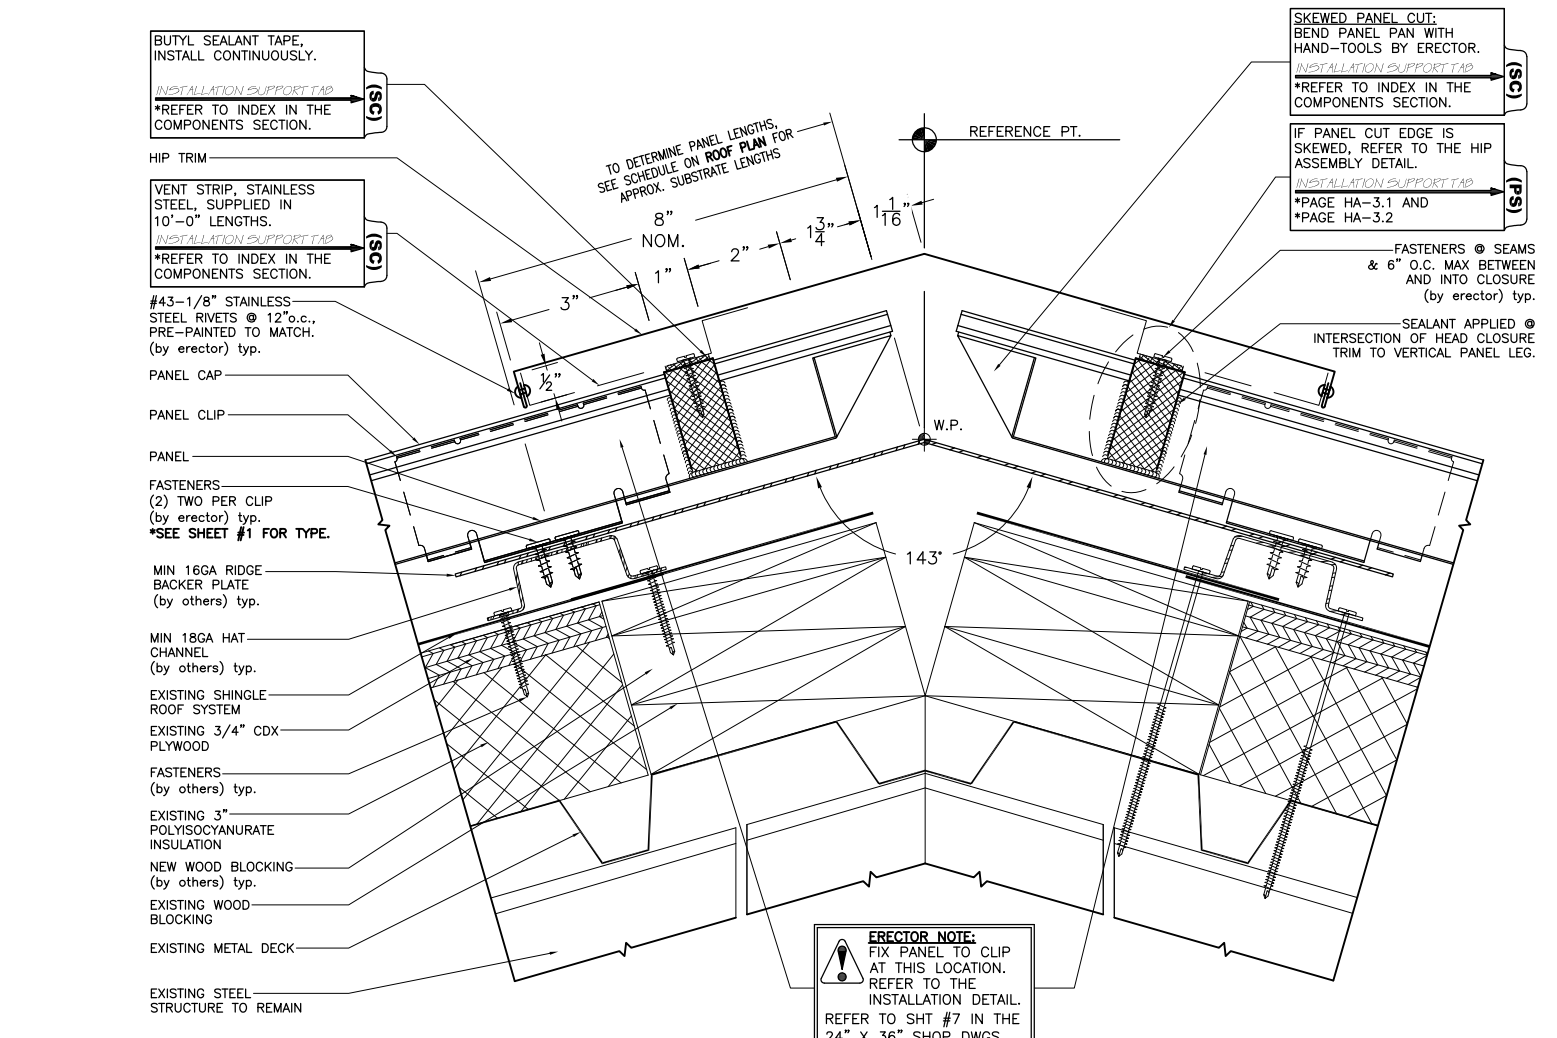 BUTYL SEALANT TAPE,
INSTALL CONTINUOUSLY.
INSTALLATION SUPPORT TAB
(SC)
*REFER TO INDEX IN THE
COMPONENTS SECTION.
HIP TRIM
VENT STRIP, STAINLESS
STEEL, SUPPLIED IN
10'-0" LENGTHS.
INSTALLATION SUPPORT TAB
(SC)
*REFER TO INDEX IN THE
COMPONENTS SECTION.
#43-1/8" STAINLESS
STEEL RIVETS @ 12"o.c.,
PRE-PAINTED TO MATCH.
(by erector) typ.
PANEL CAP
PANEL CLIP
PANEL
FASTENERS
(2) TWO PER CLIP
(by erector) typ.
*SEE SHEET #1 FOR TYPE.
MIN 16GA RIDGE
BACKER PLATE
(by others) typ.
MIN 18GA HAT
CHANNEL
(by others) typ.
EXISTING SHINGLE
ROOF SYSTEM
EXISTING 3/4" CDX
PLYWOOD
FASTENERS
(by others) typ.
EXISTING 3"
POLYISOCYANURATE
INSULATION
NEW WOOD BLOCKING
(by others) typ.
EXISTING WOOD
BLOCKING
EXISTING METAL DECK
EXISTING STEEL
STRUCTURE TO REMAIN
TO DETERMINE PANEL LENGTHS,
SEE SCHEDULE ON ROOF PLAN FOR
APPROX. SUBSTRATE LENGTHS
8"
NOM.
3"
1"
2"
1 3/4"
1 1/16"
1/2"
REFERENCE PT.
W.P.
143°
SKEWED PANEL CUT:
BEND PANEL PAN WITH
HAND-TOOLS BY ERECTOR.
INSTALLATION SUPPORT TAB
(SC)
*REFER TO INDEX IN THE
COMPONENTS SECTION.
IF PANEL CUT EDGE IS
SKEWED, REFER TO THE HIP
ASSEMBLY DETAIL.
INSTALLATION SUPPORT TAB
(PS)
*PAGE HA-3.1 AND
*PAGE HA-3.2
FASTENERS @ SEAMS
& 6" O.C. MAX BETWEEN
AND INTO CLOSURE
(by erector) typ.
SEALANT APPLIED @
INTERSECTION OF HEAD CLOSURE
TRIM TO VERTICAL PANEL LEG.
ERECTOR NOTE:
FIX PANEL TO CLIP
AT THIS LOCATION.
REFER TO THE
INSTALLATION DETAIL.
REFER TO SHT #7 IN THE
24" X 36" SHOP DWGS